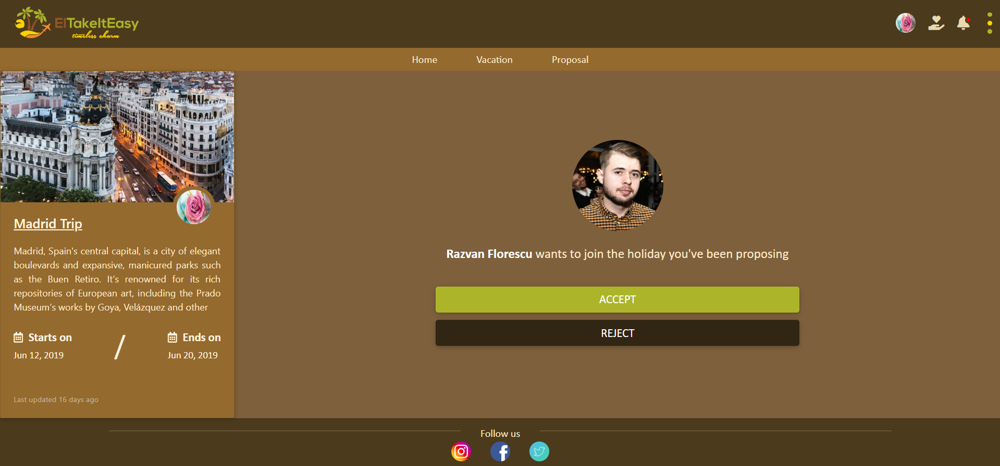 ElTakeItEasy
timeless charm
Home Vacation Proposal
Madrid Trip
Madrid, Spain's central capital, is a city of elegant
boulevards and expansive, manicured parks such
as the Buen Retiro. It’s renowned for its rich
repositories of European art, including the Prado
Museum’s works by Goya, Velázquez and other
Starts on / Ends on
Jun 12, 2019 Jun 20, 2019
Last updated 16 days ago
Razvan Florescu wants to join the holiday you've been proposing
ACCEPT
REJECT
Follow us